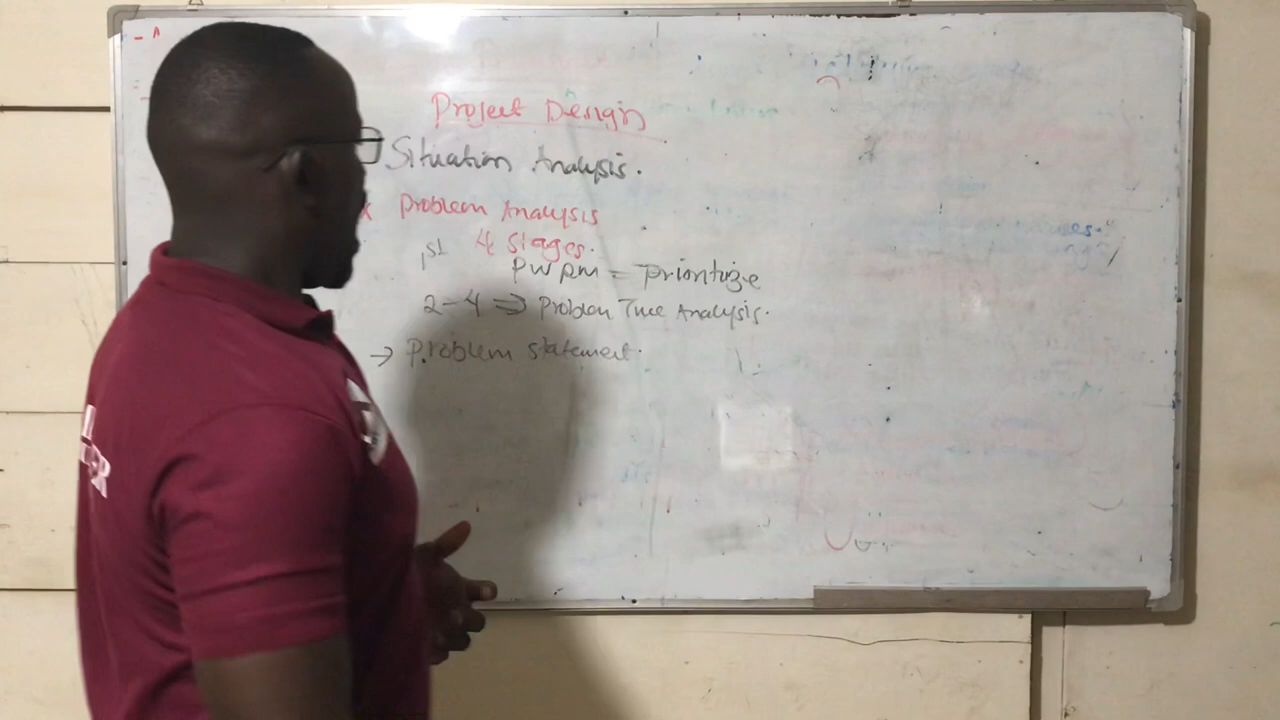 Project Design
Situation Analysis.
x Problem Analysis
4 stages.
1st
PWPM = prioritize
2-4 => Problem Tree Analysis.
→ Problem statement.